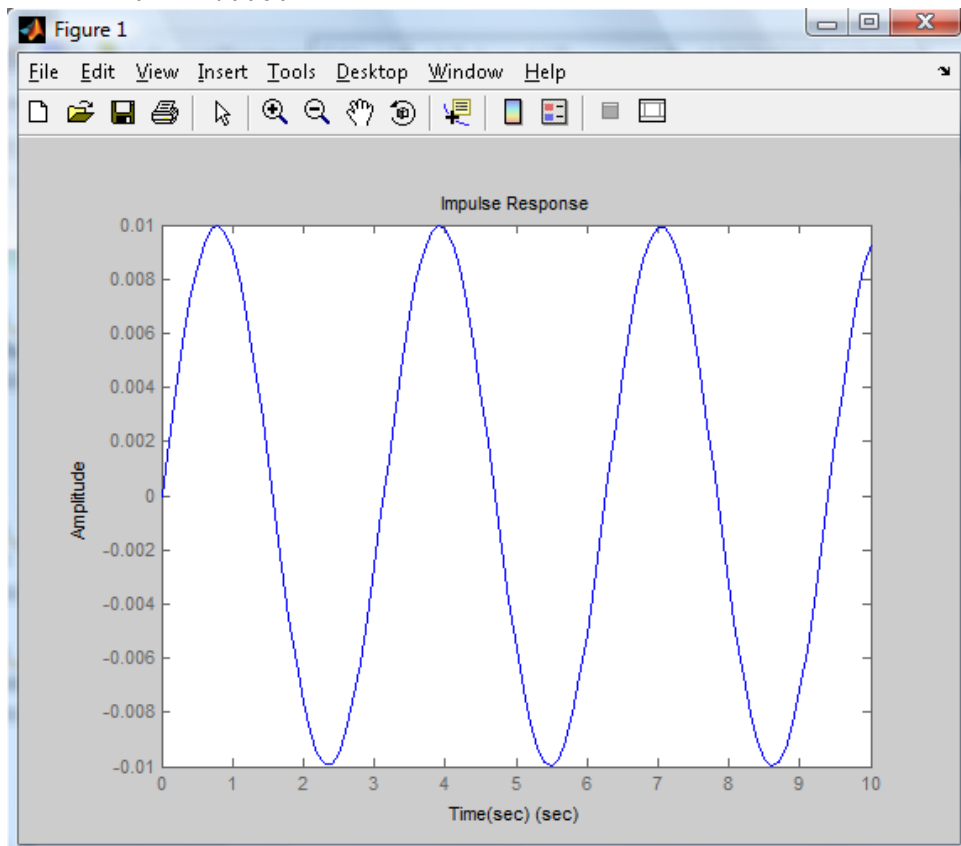 Figure 1
File Edit View Insert Tools Desktop Window Help
Impulse Response
0.01
0.008
0.006
0.004
0.002
0
-0.002
-0.004
-0.006
-0.008
-0.01
Amplitude
0 1 2 3 4 5 6 7 8 9 10
Time(sec) (sec)